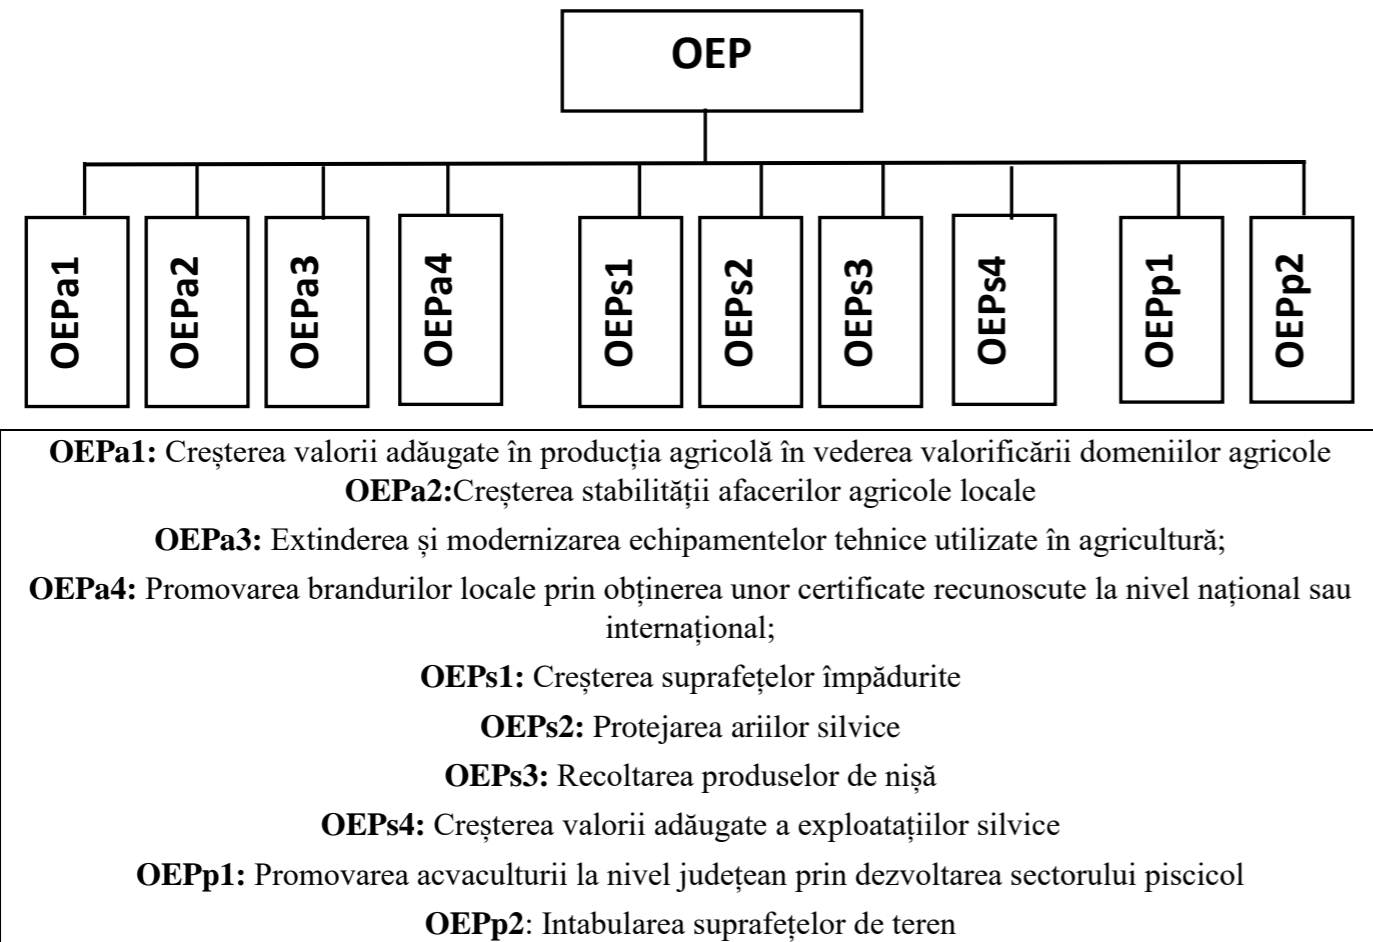 OEP
OEPa1
OEPa2
OEPa3
OEPa4
OEPs1
OEPs2
OEPs3
OEPs4
OEPp1
OEPp2
OEPa1: Creșterea valorii adăugate în producția agricolă în vederea valorificării domeniilor agricole
OEPa2:Creșterea stabilității afacerilor agricole locale
OEPa3: Extinderea și modernizarea echipamentelor tehnice utilizate în agricultură;
OEPa4: Promovarea brandurilor locale prin obținerea unor certificate recunoscute la nivel național sau
internațional;
OEPs1: Creșterea suprafețelor împădurite
OEPs2: Protejarea ariilor silvice
OEPs3: Recoltarea produselor de nișă
OEPs4: Creșterea valorii adăugate a exploatațiilor silvice
OEPp1: Promovarea acvaculturii la nivel județean prin dezvoltarea sectorului piscicol
OEPp2: Intabularea suprafețelor de teren